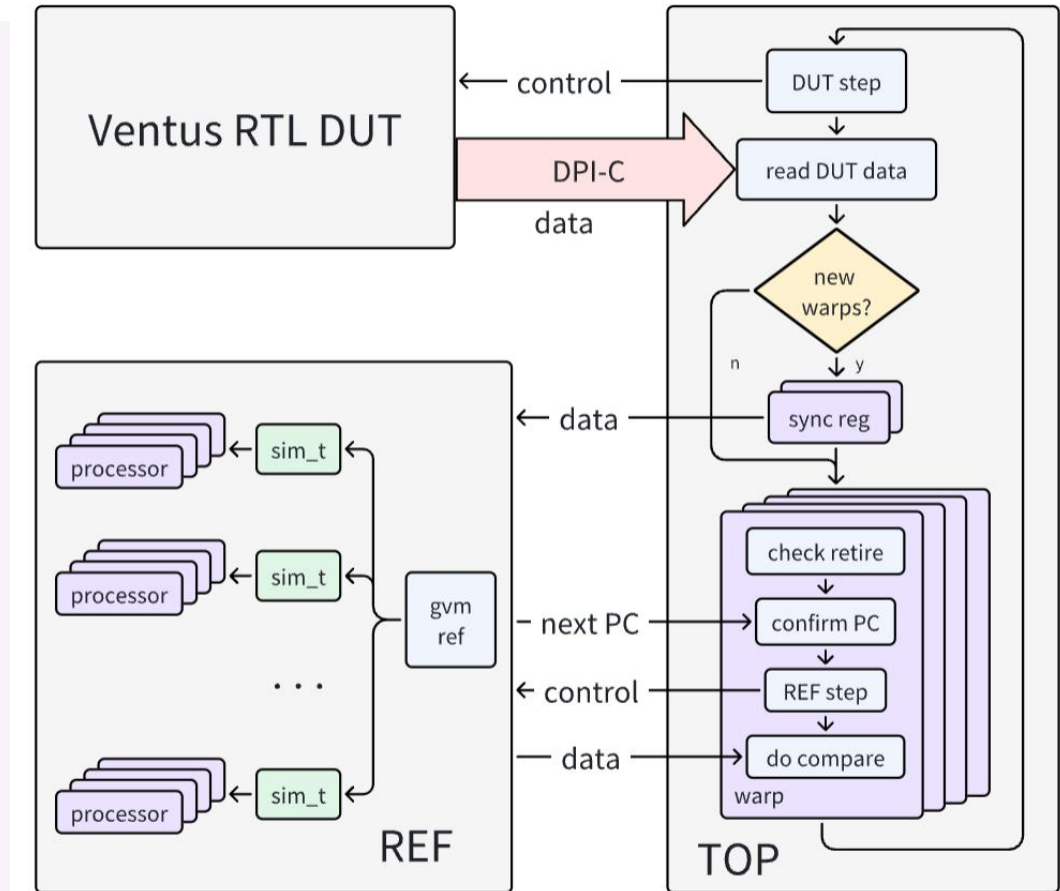 Ventus RTL DUT
control
DPI-C
data
DUT step
read DUT data
new
warps?
n
y
sync reg
data
processor
sim_t
processor
sim_t
gvm
ref
. . .
processor
sim_t
REF
next PC
control
data
check retire
confirm PC
REF step
do compare
warp
TOP